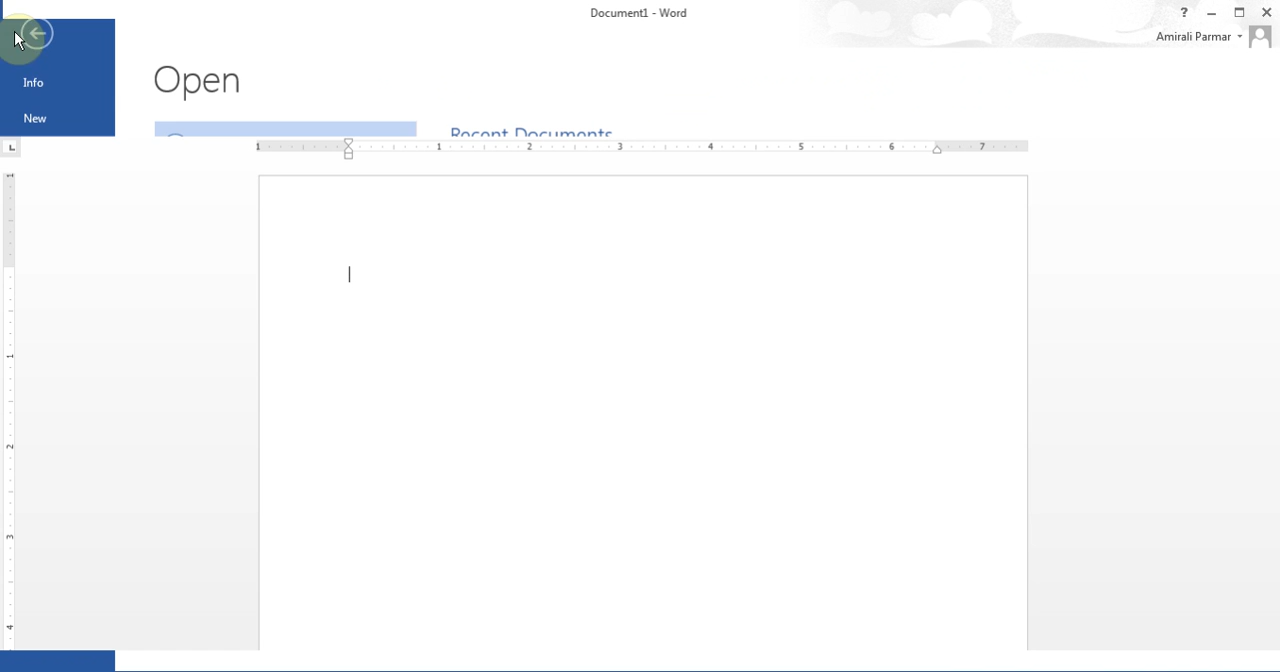 Document1 - Word
?
Amirali Parmar
Info
Open
New
Recent Documents
1 1 2 3 4 5 6 7
1
1
2
3
4